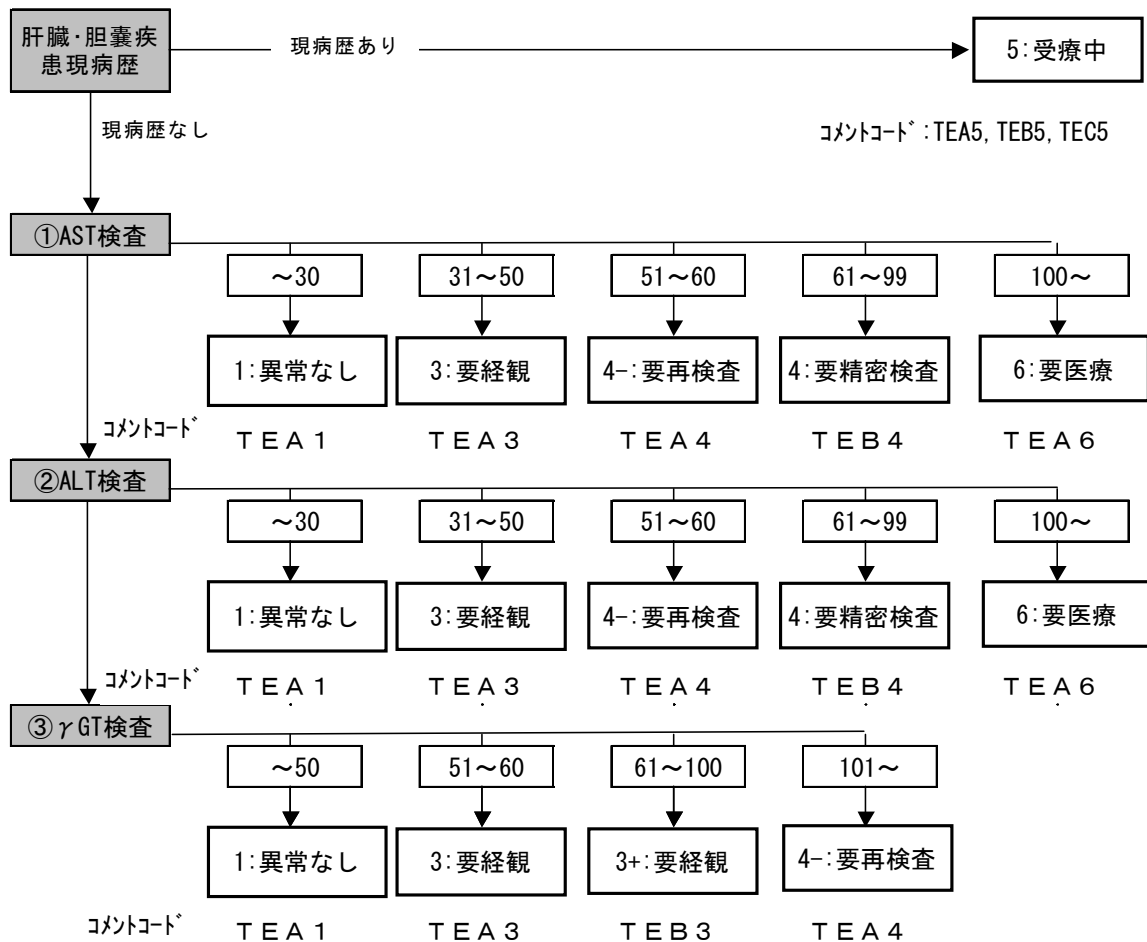 肝臓・胆嚢疾
患現病歴
現病歴あり
5:受療中
現病歴なし
ｺﾒﾝﾄｺｰﾄﾞ:TEA5, TEB5, TEC5
①AST検査
～30 31～50 51～60 61～99 100～
1:異常なし 3:要経観 4-:要再検査 4:要精密検査 6:要医療
ｺﾒﾝﾄｺｰﾄﾞ ＴＥＡ１ ＴＥＡ３ ＴＥＡ４ ＴＥＢ４ ＴＥＡ６
②ALT検査
～30 31～50 51～60 61～99 100～
1:異常なし 3:要経観 4-:要再検査 4:要精密検査 6:要医療
ｺﾒﾝﾄｺｰﾄﾞ ＴＥＡ１ ＴＥＡ３ ＴＥＡ４ ＴＥＢ４ ＴＥＡ６
③γGT検査
～50 51～60 61～100 101～
1:異常なし 3:要経観 3+:要経観 4-:要再検査
ｺﾒﾝﾄｺｰﾄﾞ ＴＥＡ１ ＴＥＡ３ ＴＥＢ３ ＴＥＡ４